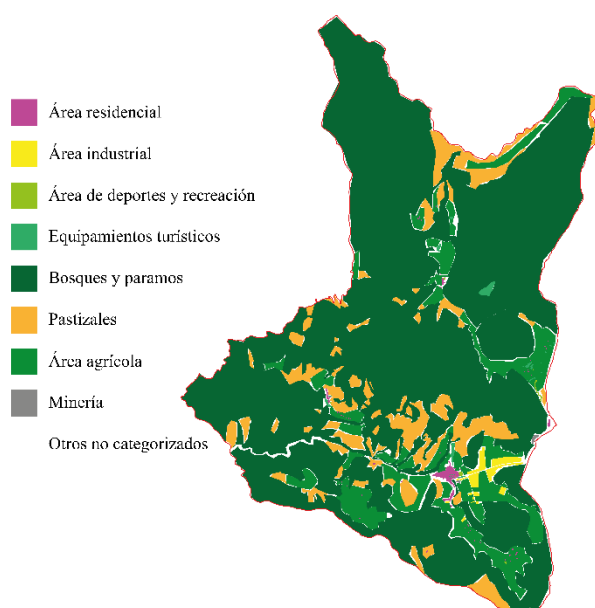 Área residencial
Área industrial
Área de deportes y recreación
Equipamientos turísticos
Bosques y paramos
Pastizales
Área agrícola
Minería
Otros no categorizados